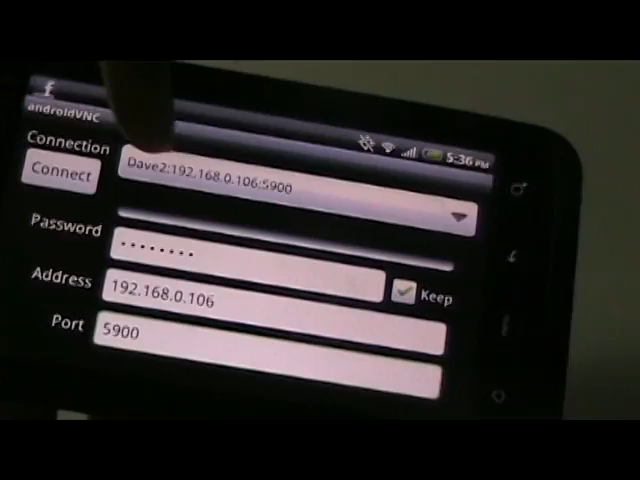 f
5:36 PM
androidVNC
Connection
Dave2:192.168.0.106:5900
Connect
Password
••••••••
Keep
Address
192.168.0.106
Port
5900